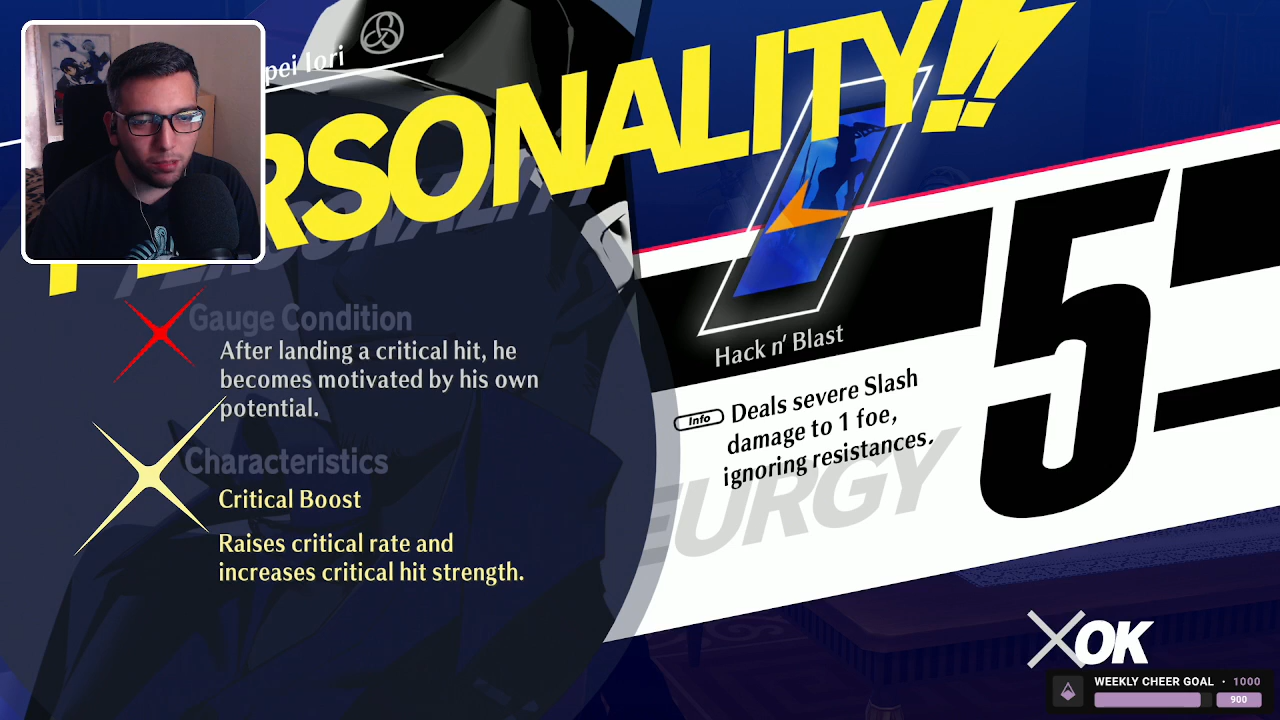 pei Iori
PERSONALITY!!
Gauge Condition
After landing a critical hit, he
becomes motivated by his own
potential.
Characteristics
Critical Boost
Raises critical rate and
increases critical hit strength.
Hack n' Blast
Info Deals severe Slash
damage to 1 foe,
ignoring resistances.
EURGY
5
OK
WEEKLY CHEER GOAL · 1000
900